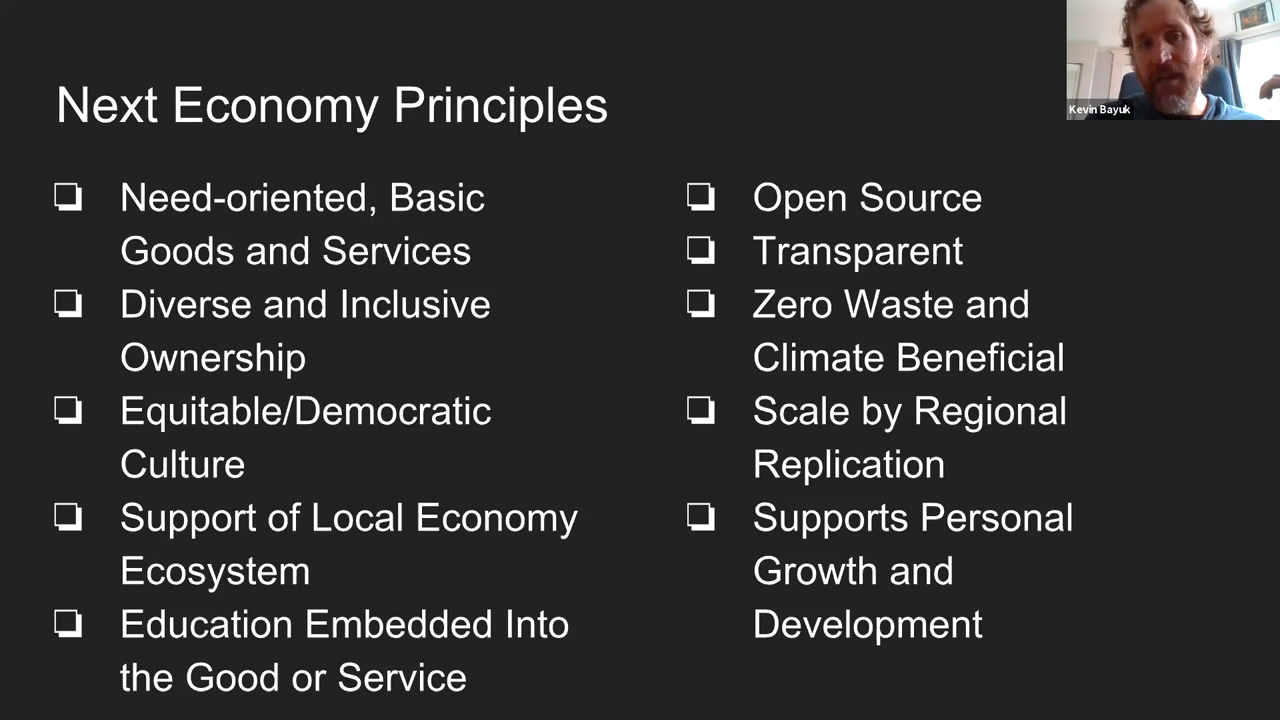 Kevin Bayuk
Next Economy Principles
Need-oriented, Basic
Goods and Services
Diverse and Inclusive
Ownership
Equitable/Democratic
Culture
Support of Local Economy
Ecosystem
Education Embedded Into
the Good or Service
Open Source
Transparent
Zero Waste and
Climate Beneficial
Scale by Regional
Replication
Supports Personal
Growth and
Development